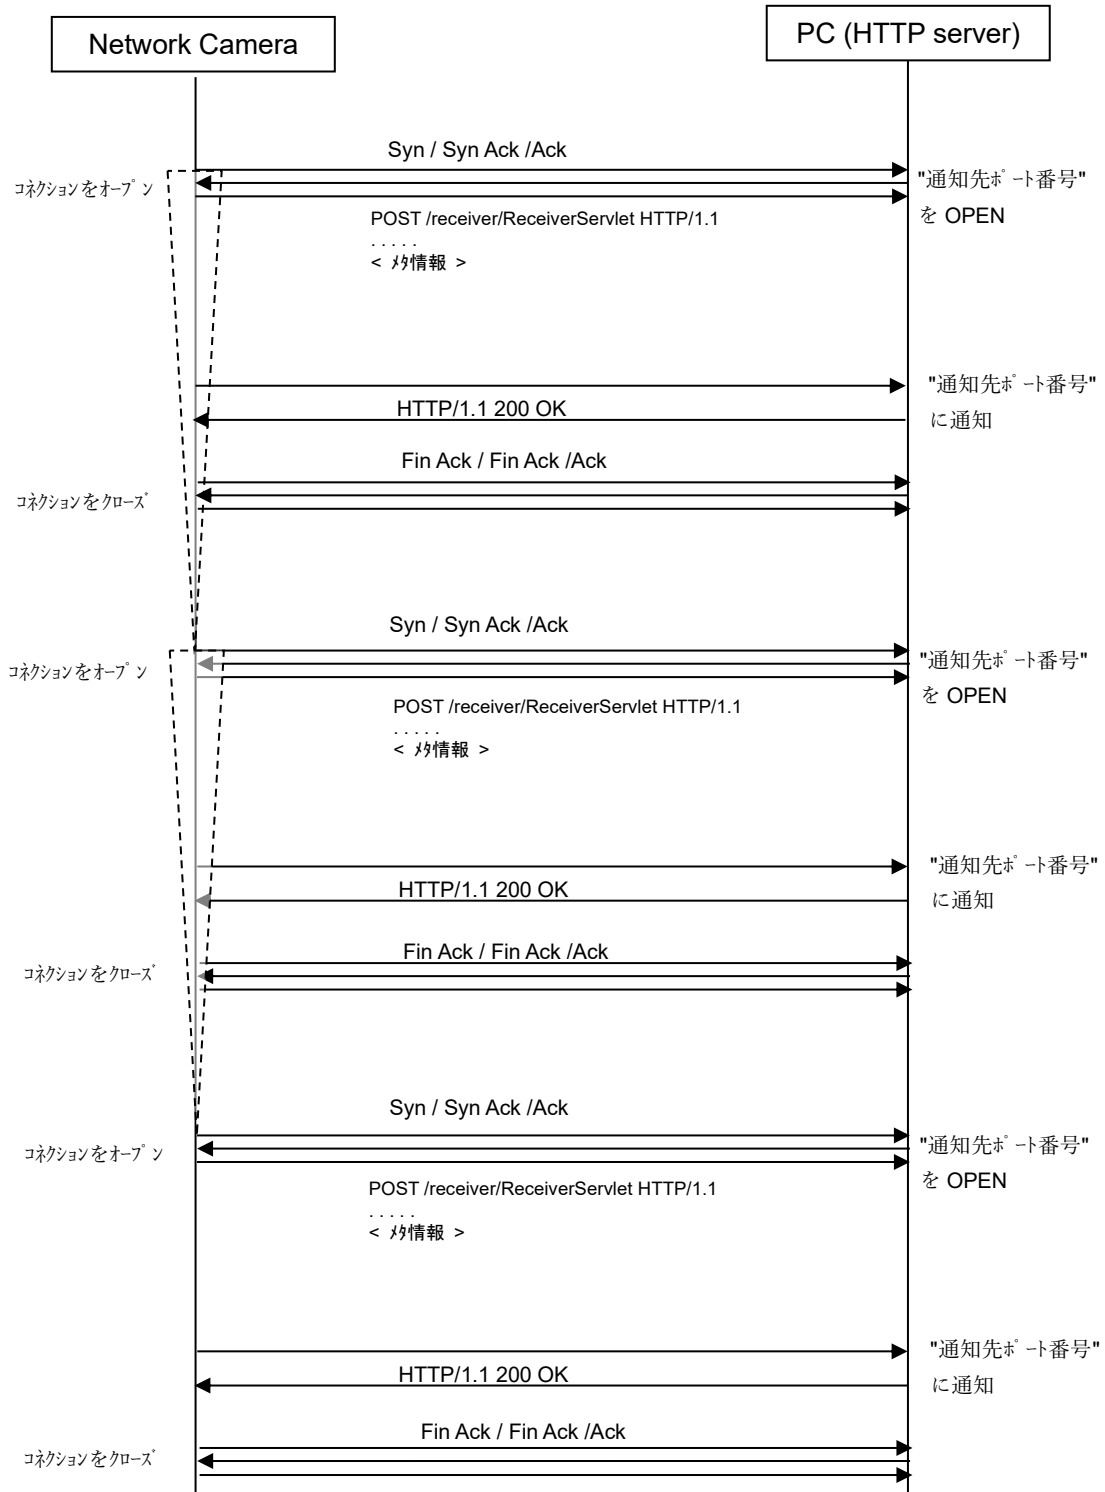 Network Camera
PC (HTTP server)
Syn / Syn Ack /Ack
ｺﾈｸｼｮﾝをｵｰﾌﾟﾝ
"通知先ﾎﾟｰﾄ番号"
を OPEN
POST /receiver/ReceiverServlet HTTP/1.1
. . . . .
< ﾒﾀ情報 >
"通知先ﾎﾟｰﾄ番号"
に通知
HTTP/1.1 200 OK
Fin Ack / Fin Ack /Ack
ｺﾈｸｼｮﾝをｸﾛｰｽﾞ
Syn / Syn Ack /Ack
ｺﾈｸｼｮﾝをｵｰﾌﾟﾝ
"通知先ﾎﾟｰﾄ番号"
を OPEN
POST /receiver/ReceiverServlet HTTP/1.1
. . . . .
< ﾒﾀ情報 >
"通知先ﾎﾟｰﾄ番号"
に通知
HTTP/1.1 200 OK
Fin Ack / Fin Ack /Ack
ｺﾈｸｼｮﾝをｸﾛｰｽﾞ
Syn / Syn Ack /Ack
ｺﾈｸｼｮﾝをｵｰﾌﾟﾝ
"通知先ﾎﾟｰﾄ番号"
を OPEN
POST /receiver/ReceiverServlet HTTP/1.1
. . . . .
< ﾒﾀ情報 >
"通知先ﾎﾟｰﾄ番号"
に通知
HTTP/1.1 200 OK
Fin Ack / Fin Ack /Ack
ｺﾈｸｼｮﾝをｸﾛｰｽﾞ